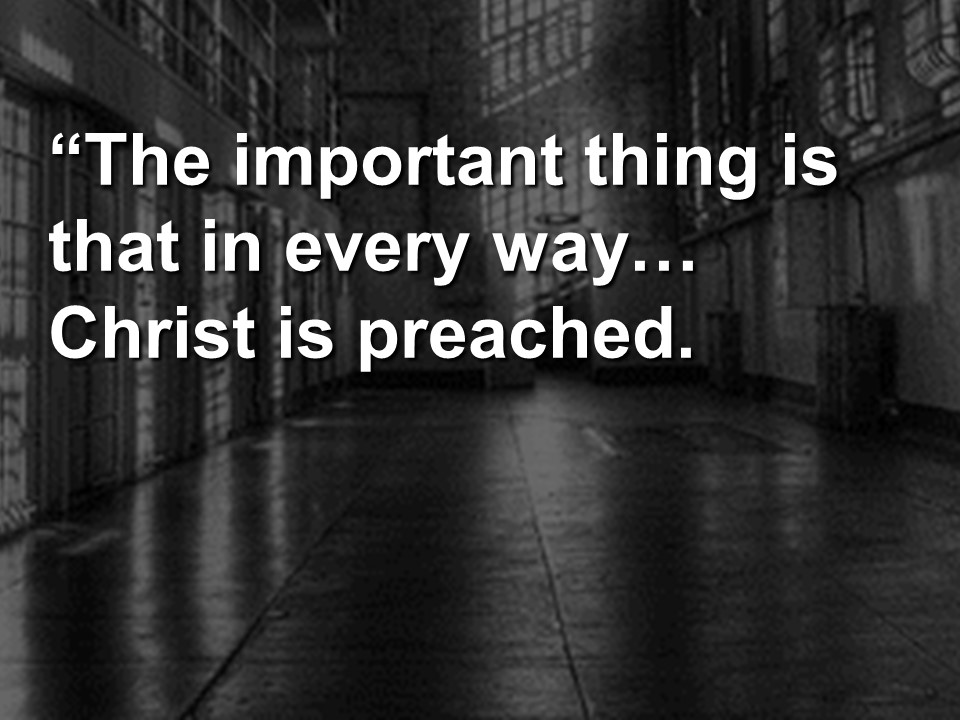 “The important thing is
that in every way…
Christ is preached.